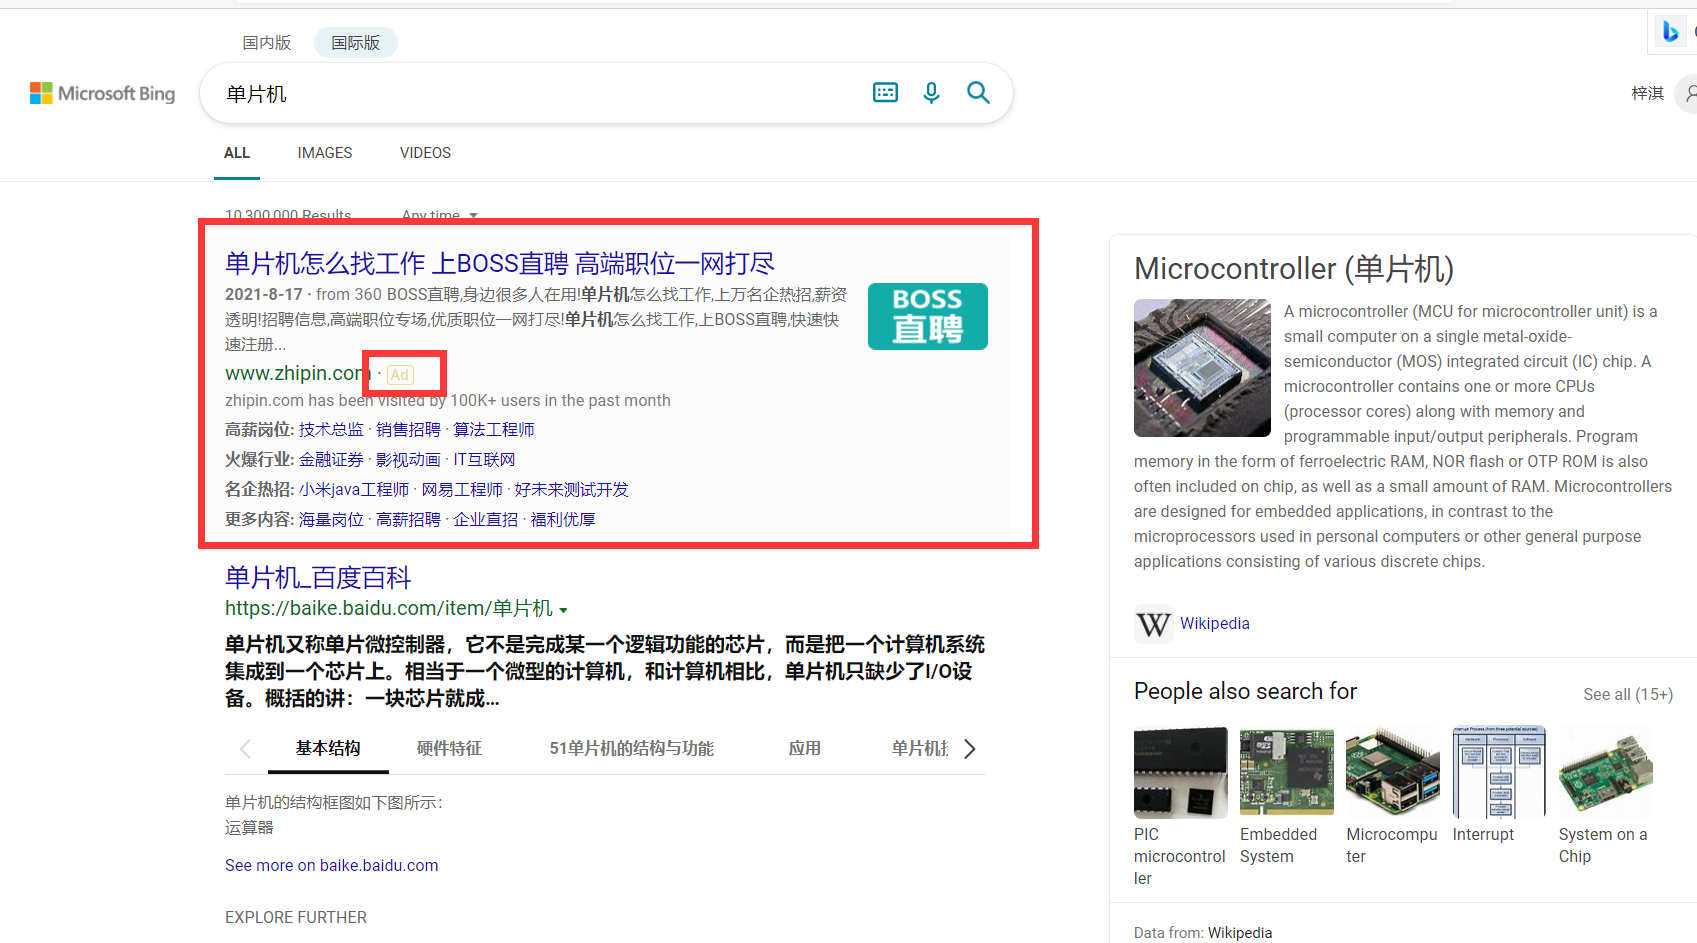 国内版 国际版
Microsoft Bing
单片机
梓淇
ALL IMAGES VIDEOS
10,300,000 Results Any time
单片机怎么找工作 上BOSS直聘 高端职位一网打尽
2021-8-17 · from 360 BOSS直聘,身边很多人在用!单片机怎么找工作,上万名企热招,薪资
透明!招聘信息,高端职位专场,优质职位一网打尽!单片机怎么找工作,上BOSS直聘,快速快
速注册...
BOSS
直聘
www.zhipin.com · Ad
zhipin.com has been visited by 100K+ users in the past month
高薪岗位: 技术总监 · 销售招聘 · 算法工程师
火爆行业: 金融证券 · 影视动画 · IT互联网
名企热招: 小米java工程师 · 网易工程师 · 好未来测试开发
更多内容: 海量岗位 · 高薪招聘 · 企业直招 · 福利优厚
单片机_百度百科
https://baike.baidu.com/item/单片机
单片机又称单片微控制器，它不是完成某一个逻辑功能的芯片，而是把一个计算机系统
集成到一个芯片上。相当于一个微型的计算机，和计算机相比，单片机只缺少了I/O设
备。概括的讲：一块芯片就成...
基本结构 硬件特征 51单片机的结构与功能 应用 单片机
单片机的结构框图如下图所示：
运算器
See more on baike.baidu.com
EXPLORE FURTHER
Microcontroller (单片机)
A microcontroller (MCU for microcontroller unit) is a
small computer on a single metal-oxide-
semiconductor (MOS) integrated circuit (IC) chip. A
microcontroller contains one or more CPUs
(processor cores) along with memory and
programmable input/output peripherals. Program
memory in the form of ferroelectric RAM, NOR flash or OTP ROM is also
often included on chip, as well as a small amount of RAM. Microcontrollers
are designed for embedded applications, in contrast to the
microprocessors used in personal computers or other general purpose
applications consisting of various discrete chips.
W Wikipedia
People also search for See all (15+)
PIC
microcontrol
ler
Embedded
System
Microcompu
ter
Interrupt
System on a
Chip
Data from: Wikipedia